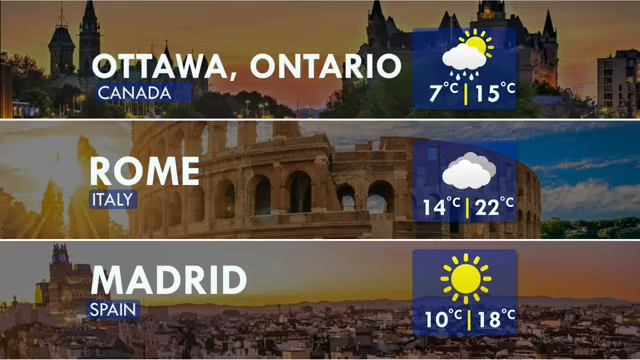 OTTAWA, ONTARIO
CANADA
7°C | 15°C
ROME
ITALY
14°C | 22°C
MADRID
SPAIN
10°C | 18°C